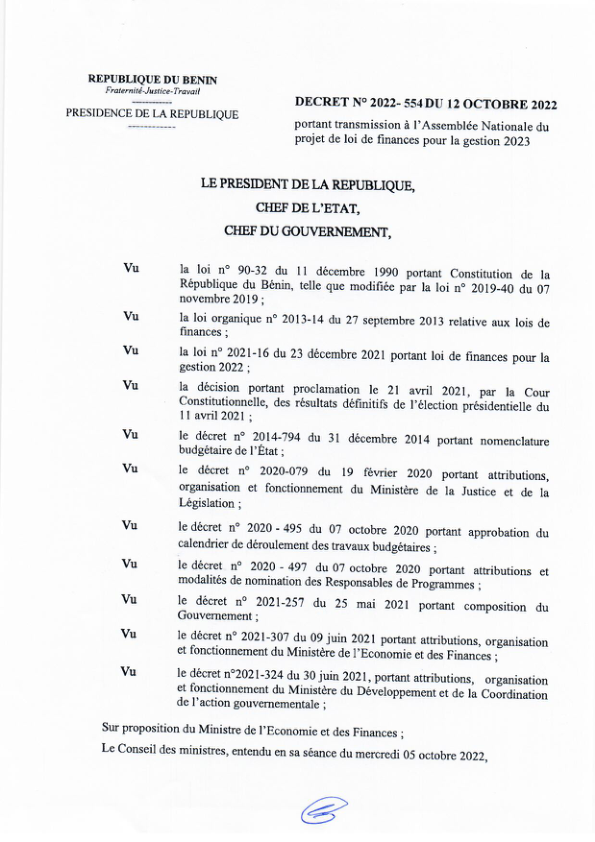 REPUBLIQUE DU BENIN
Fraternité-Justice-Travail
------------
PRESIDENCE DE LA REPUBLIQUE
------------
DECRET N° 2022- 554 DU 12 OCTOBRE 2022
portant transmission à l'Assemblée Nationale du
projet de loi de finances pour la gestion 2023
LE PRESIDENT DE LA REPUBLIQUE,
CHEF DE L'ETAT,
CHEF DU GOUVERNEMENT,
Vu la loi n° 90-32 du 11 décembre 1990 portant Constitution de la
République du Bénin, telle que modifiée par la loi n° 2019-40 du 07
novembre 2019 ;
Vu la loi organique n° 2013-14 du 27 septembre 2013 relative aux lois de
finances ;
Vu la loi n° 2021-16 du 23 décembre 2021 portant loi de finances pour la
gestion 2022 ;
Vu la décision portant proclamation le 21 avril 2021, par la Cour
Constitutionnelle, des résultats définitifs de l'élection présidentielle du
11 avril 2021 ;
Vu le décret n° 2014-794 du 31 décembre 2014 portant nomenclature
budgétaire de l'État ;
Vu le décret n° 2020-079 du 19 février 2020 portant attributions,
organisation et fonctionnement du Ministère de la Justice et de la
Législation ;
Vu le décret n° 2020 - 495 du 07 octobre 2020 portant approbation du
calendrier de déroulement des travaux budgétaires ;
Vu le décret n° 2020 - 497 du 07 octobre 2020 portant attributions et
modalités de nomination des Responsables de Programmes ;
Vu le décret n° 2021-257 du 25 mai 2021 portant composition du
Gouvernement ;
Vu le décret n° 2021-307 du 09 juin 2021 portant attributions, organisation
et fonctionnement du Ministère de l'Economie et des Finances ;
Vu le décret n°2021-324 du 30 juin 2021, portant attributions, organisation
et fonctionnement du Ministère du Développement et de la Coordination
de l'action gouvernementale ;
Sur proposition du Ministre de l'Economie et des Finances ;
Le Conseil des ministres, entendu en sa séance du mercredi 05 octobre 2022,